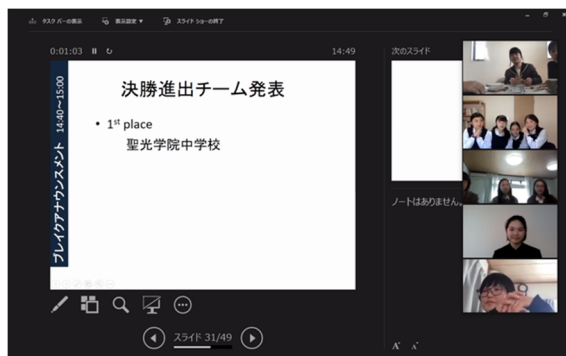 タスク バーの表示
表示設定 ▼
スライド ショーの終了
0:01:03
14:49
次のスライド
ブレイクアナウンスメント 14:40~15:00
決勝進出チーム発表
• 1st place
聖光学院中学校
ノートはありません。
スライド 31/49
A A